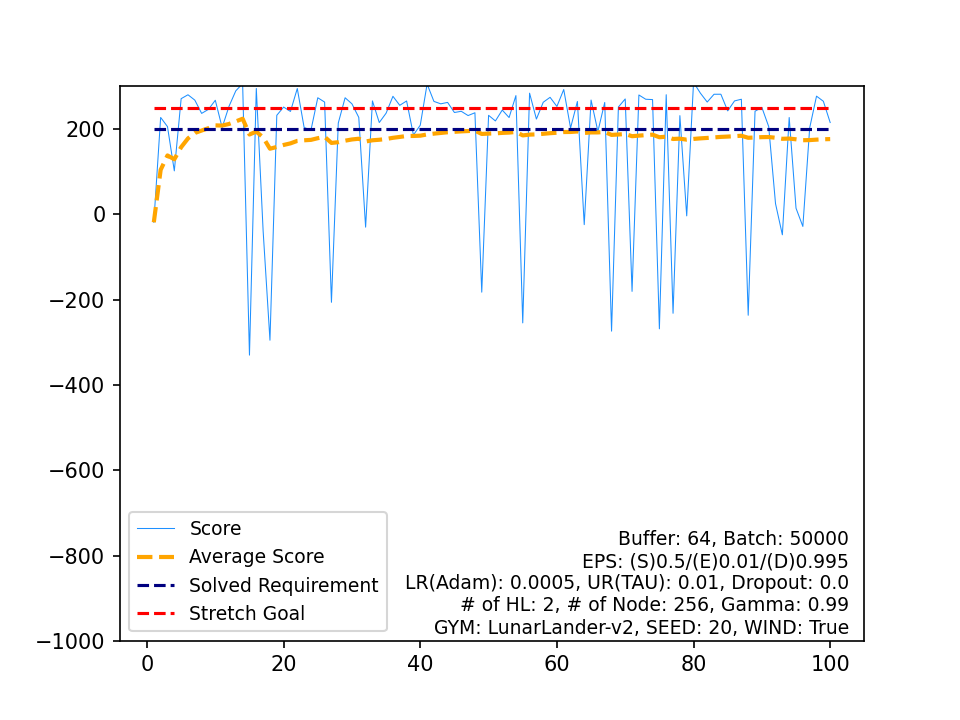 200
0
−200
−400
−600
−800
−1000
0 20 40 60 80 100
Score
Average Score
Solved Requirement
Stretch Goal
Buffer: 64, Batch: 50000
EPS: (S)0.5/(E)0.01/(D)0.995
LR(Adam): 0.0005, UR(TAU): 0.01, Dropout: 0.0
# of HL: 2, # of Node: 256, Gamma: 0.99
GYM: LunarLander-v2, SEED: 20, WIND: True